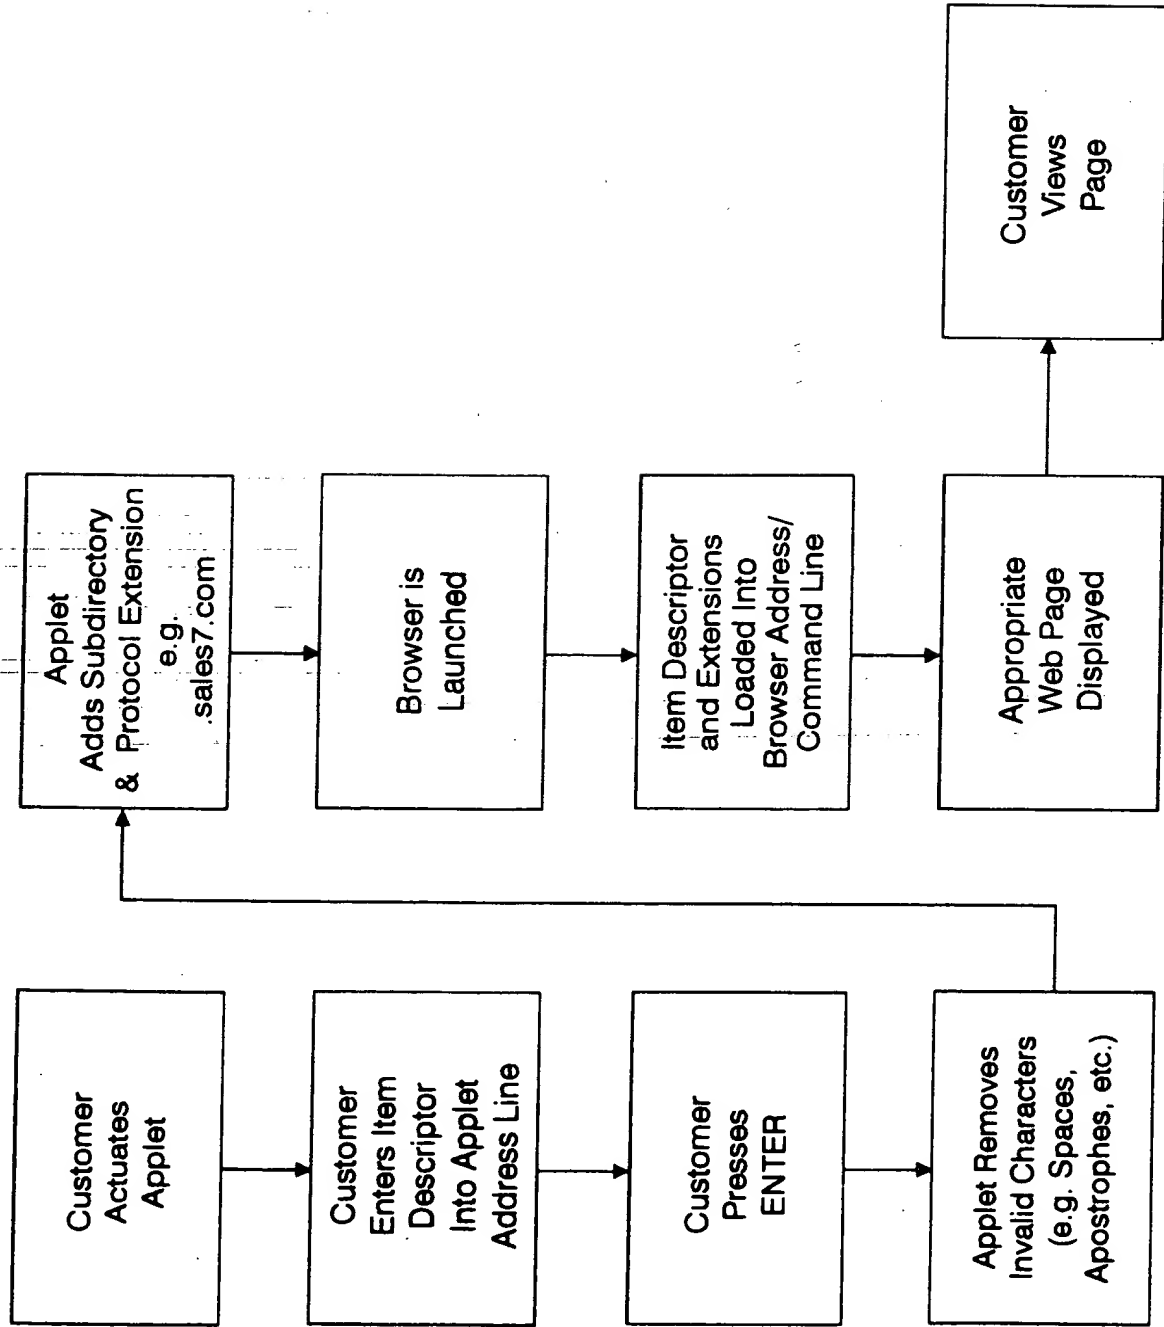 Customer
Actuates
Applet
Customer
Enters Item
Descriptor
Into Applet
Address Line
Customer
Presses
ENTER
Applet Removes
Invalid Characters
(e.g. Spaces,
Apostrophes, etc.)
Applet
Adds Subdirectory
& Protocol Extension
e.g.
.sales7.com
Browser is
Launched
Item Descriptor
and Extensions
Loaded Into
Browser Address/
Command Line
Appropriate
Web Page
Displayed
Customer
Views
Page